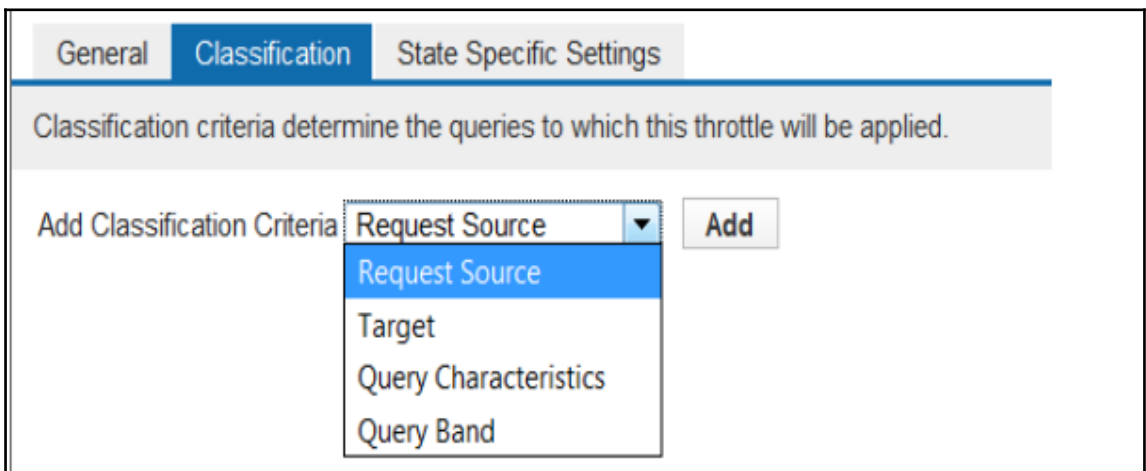 General Classification State Specific Settings
Classification criteria determine the queries to which this throttle will be applied.
Add Classification Criteria Request Source Add
Request Source
Target
Query Characteristics
Query Band